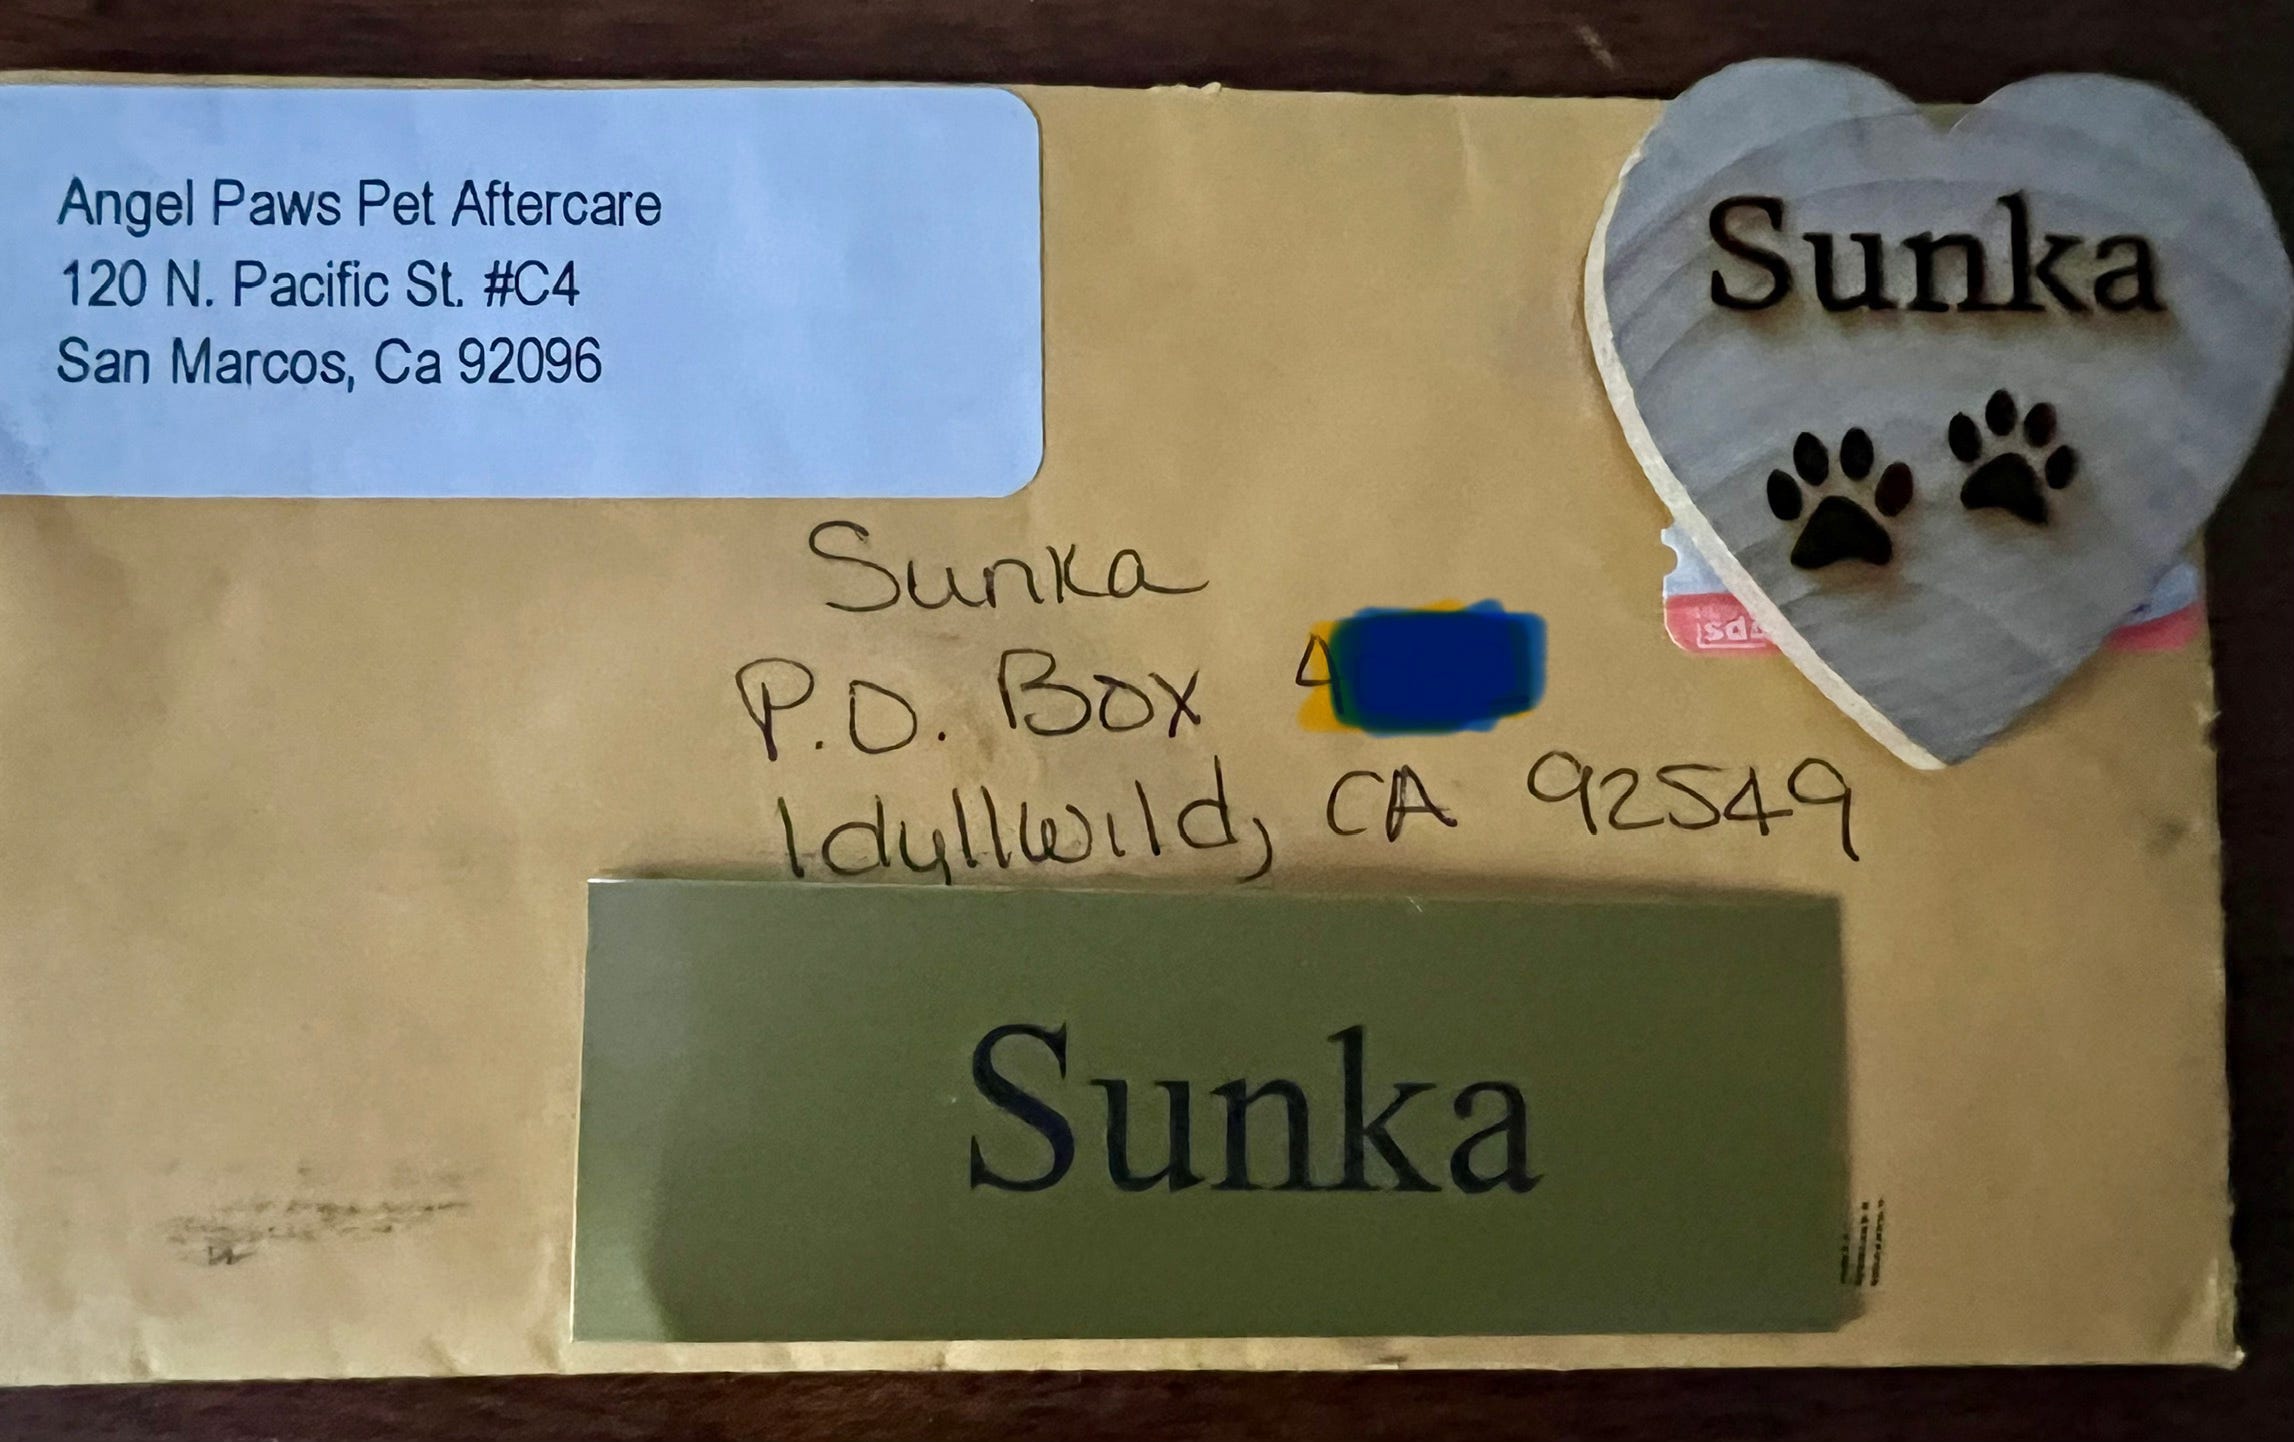 Angel Paws Pet Aftercare
120 N. Pacific St. #C4
San Marcos, Ca 92096
Sunka
Sunka
P.O. Box 4
Idyllwild, CA 92549
Sunka